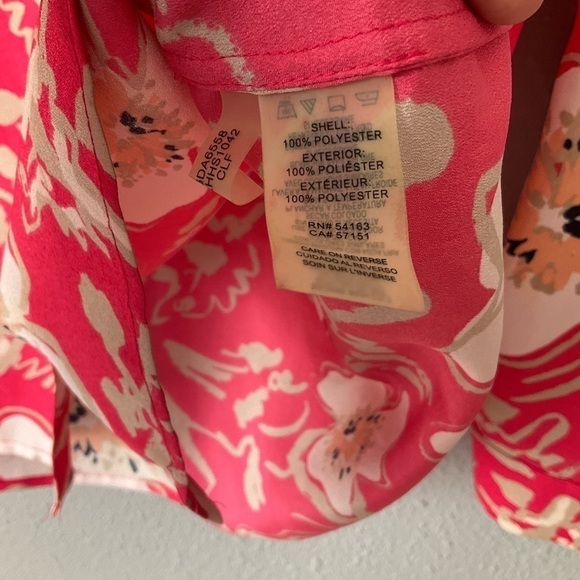 IDA6558
HHS1042
CLF
SHELL:
100% POLYESTER
EXTERIOR:
100% POLIÉSTER
EXTÉRIEUR:
100% POLYESTER
RN# 54163
CA# 57151
CARE ON REVERSE
CUIDADO AL REVERSO
SOIN SUR L'INVERSE